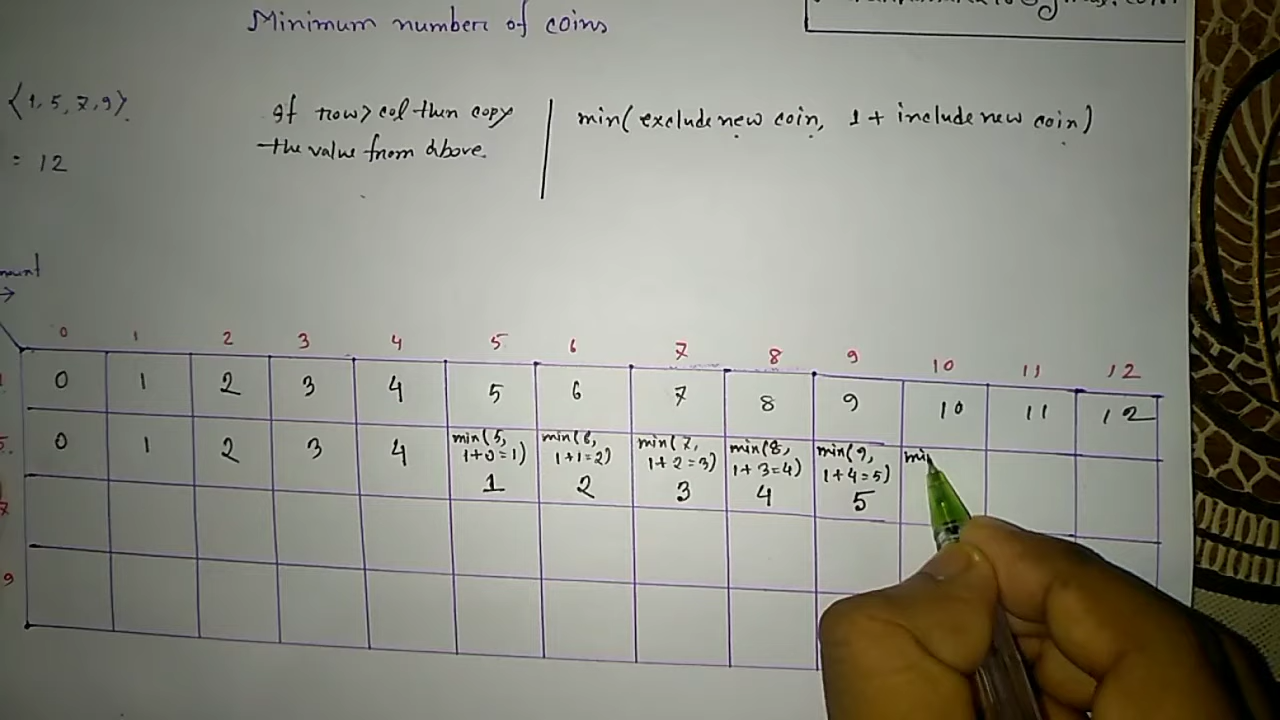 Minimum number of coins
{1, 5, 7, 9}.
= 12
If row > col then copy
the value from above.
min(exclude new coin, 1 + include new coin)
→
0 1 2 3 4 5 6 7 8 9 10 11 12
0 1 2 3 4 5 6 7 8 9 10 11 12
5. 0 1 2 3 4 min(5, 1+0=1) 1 min(6, 1+1=2) 2 min(7, 1+2=3) 3 min(8, 1+3=4) 4 min(9, 1+4=5) 5 min
7
9